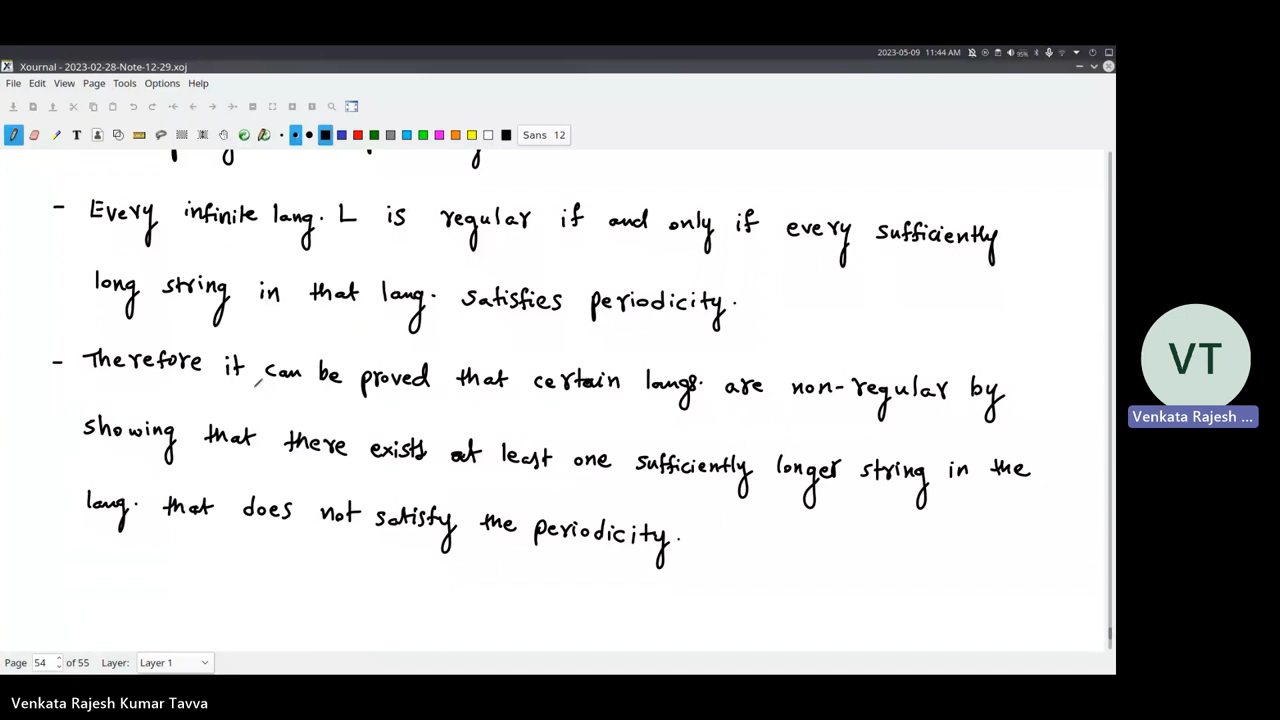 2023-05-09 11:44 AM
Xournal - 2023-02-28-Note-12-29.xoj
File Edit View Page Tools Options Help
Sans 12
- Every infinite lang. L is regular if and only if every sufficiently
long string in that lang. satisfies periodicity.
- Therefore it can be proved that certain langs. are non-regular by
showing that there exists at least one sufficiently longer string in the
lang. that does not satisfy the periodicity.
VT
Venkata Rajesh ...
Page 54 of 55 Layer: Layer 1
Venkata Rajesh Kumar Tavva